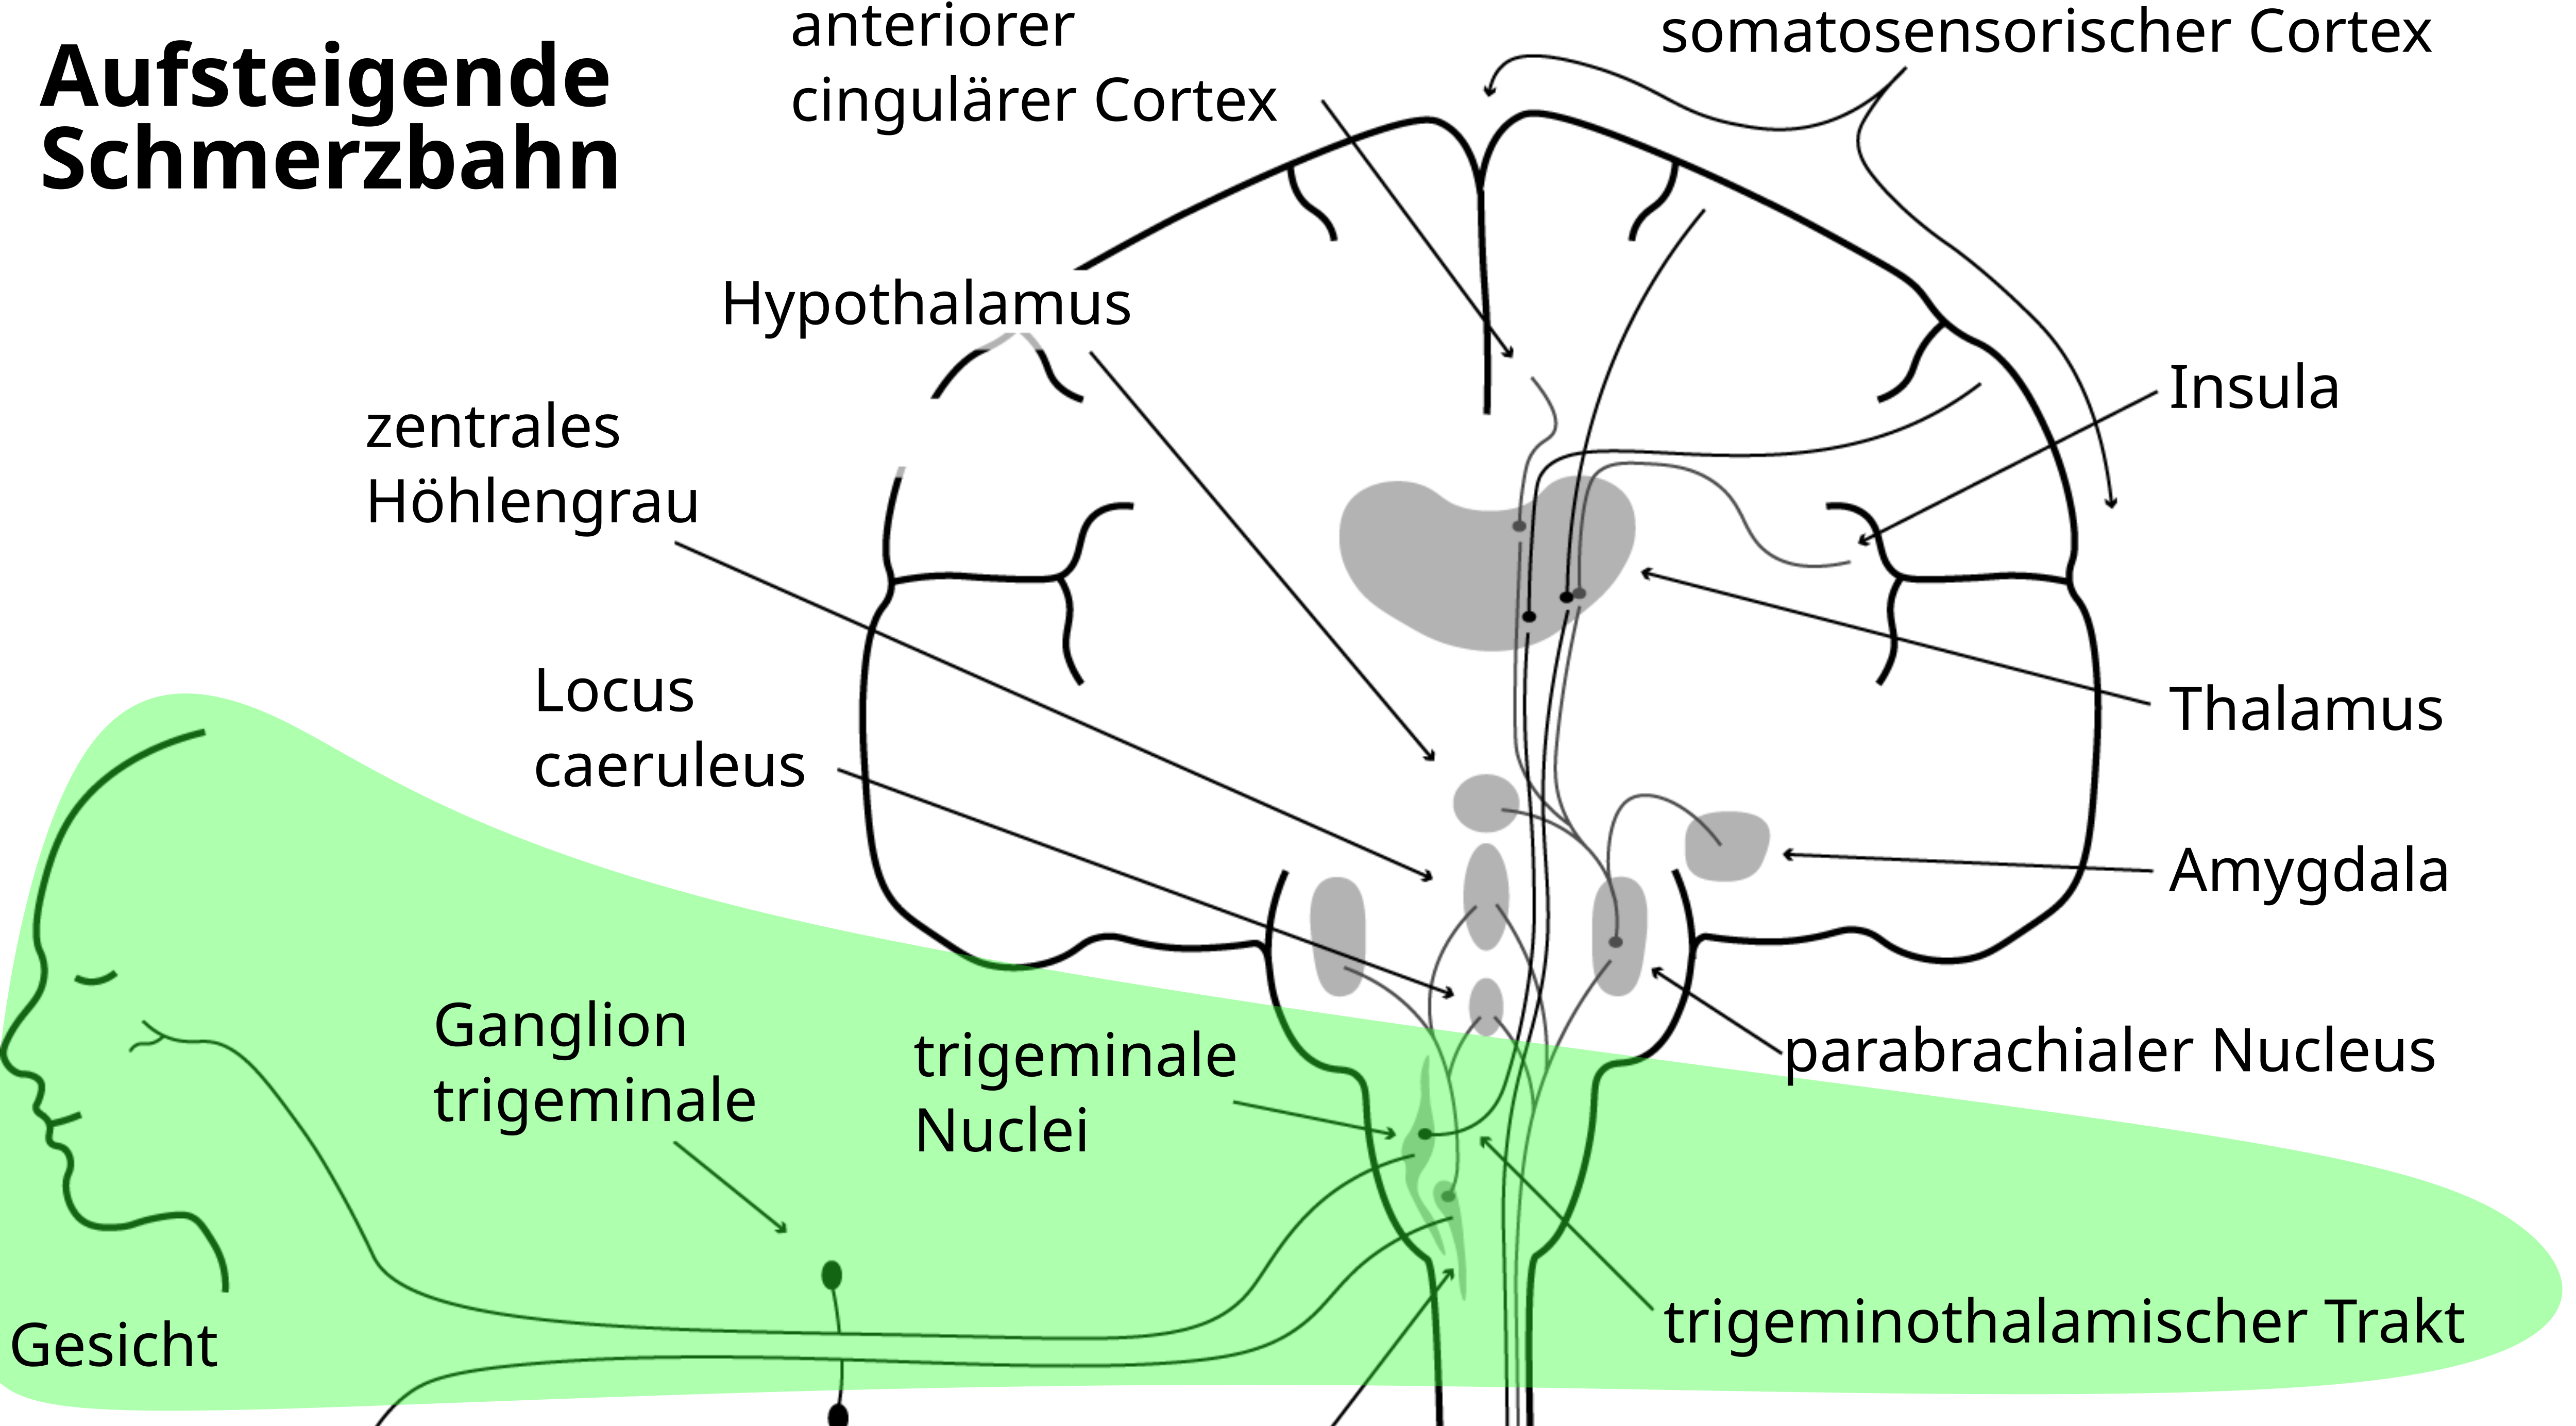 Aufsteigende
Schmerzbahn
anteriorer
cingulärer Cortex
somatosensorischer Cortex
Hypothalamus
zentrales
Höhlengrau
Insula
Locus
caeruleus
Thalamus
Amygdala
Ganglion
trigeminale
trigeminale
Nuclei
parabrachialer Nucleus
Gesicht
trigeminothalamischer Trakt